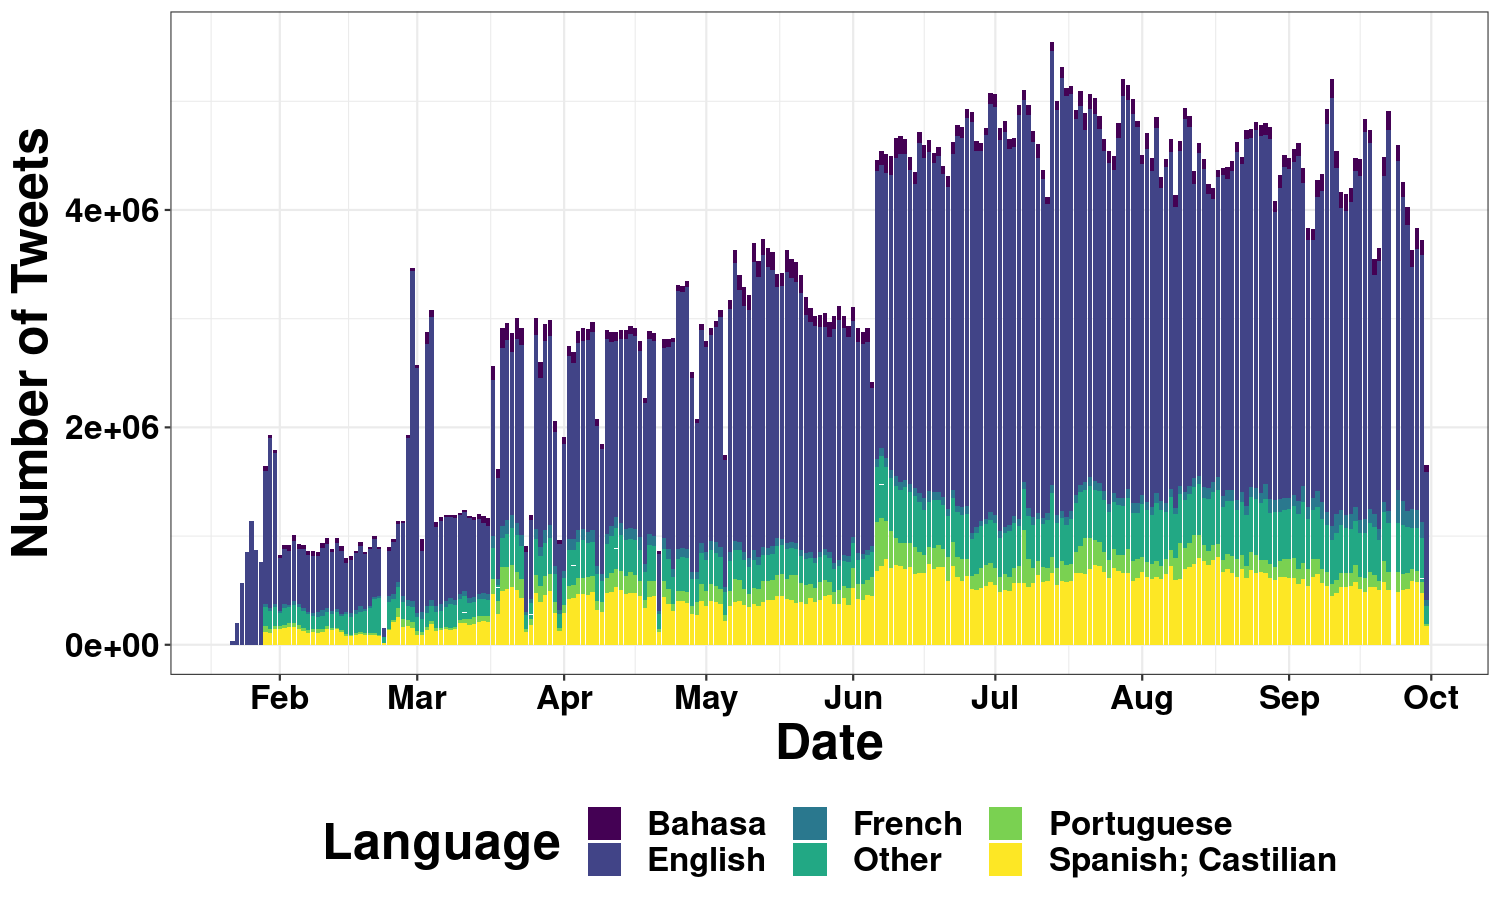 Number of Tweets
4e+06
2e+06
0e+00
Feb Mar Apr May Jun Jul Aug Sep Oct
Date
Language
Bahasa French Portuguese
English Other Spanish; Castilian